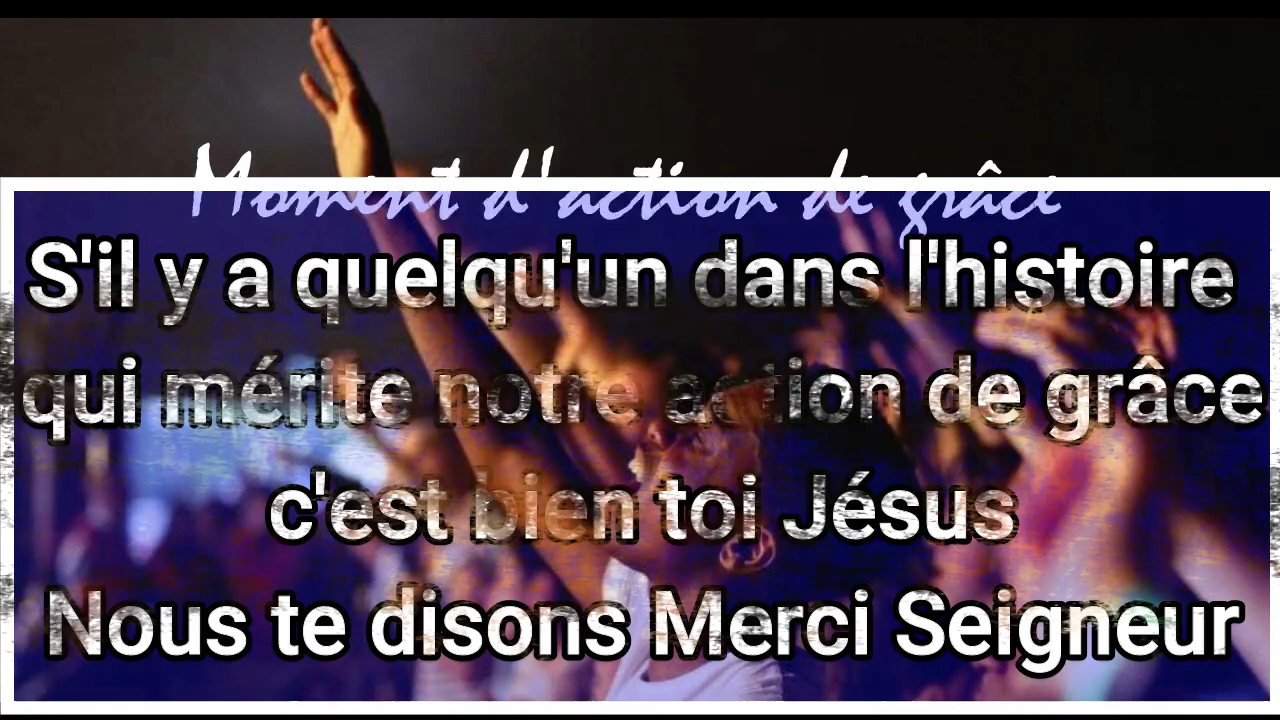 Moment d'action de grâce
S'il y a quelqu'un dans l'histoire
qui mérite notre action de grâce
c'est bien toi Jésus
Nous te disons Merci Seigneur